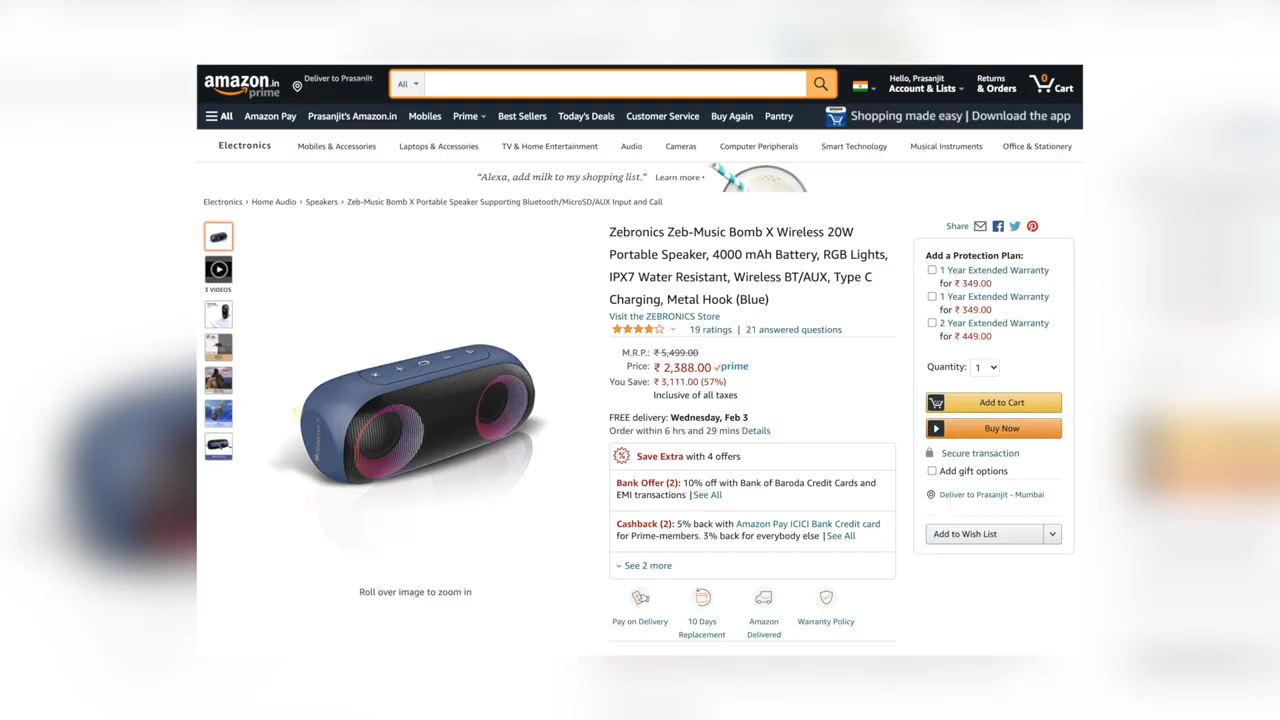 amazon.in
prime
Deliver to Prasanjit
All
Hello, Prasanjit
Account & Lists
Returns
& Orders
0
Cart
All
Amazon Pay
Prasanjit's Amazon.in
Mobiles
Prime
Best Sellers
Today's Deals
Customer Service
Buy Again
Pantry
Shopping made easy | Download the app
Electronics
Mobiles & Accessories
Laptops & Accessories
TV & Home Entertainment
Audio
Cameras
Computer Peripherals
Smart Technology
Musical Instruments
Office & Stationery
“Alexa, add milk to my shopping list.” Learn more ›
Electronics › Home Audio › Speakers › Zeb-Music Bomb X Portable Speaker Supporting Bluetooth/MicroSD/AUX Input and Call
3 VIDEOS
ZEBRONICS
Roll over image to zoom in
Zebronics Zeb-Music Bomb X Wireless 20W
Portable Speaker, 4000 mAh Battery, RGB Lights,
IPX7 Water Resistant, Wireless BT/AUX, Type C
Charging, Metal Hook (Blue)
Visit the ZEBRONICS Store
19 ratings | 21 answered questions
M.R.P.: ₹ 5,499.00
Price: ₹ 2,388.00 prime
You Save: ₹ 3,111.00 (57%)
Inclusive of all taxes
FREE delivery: Wednesday, Feb 3
Order within 6 hrs and 29 mins Details
Save Extra with 4 offers
Bank Offer (2): 10% off with Bank of Baroda Credit Cards and
EMI transactions | See All
Cashback (2): 5% back with Amazon Pay ICICI Bank Credit card
for Prime-members. 3% back for everybody else | See All
See 2 more
Pay on Delivery
10 Days
Replacement
Amazon
Delivered
Warranty Policy
Share
Add a Protection Plan:
1 Year Extended Warranty
for ₹ 349.00
1 Year Extended Warranty
for ₹ 349.00
2 Year Extended Warranty
for ₹ 449.00
Quantity: 1
Add to Cart
Buy Now
Secure transaction
Add gift options
Deliver to Prasanjit - Mumbai
Add to Wish List